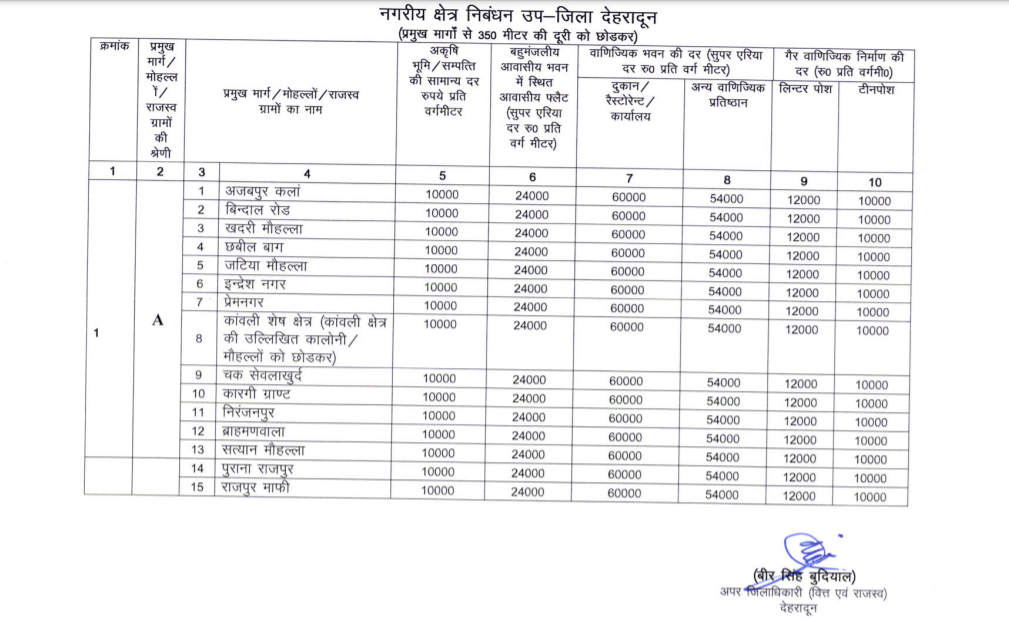 नगरीय क्षेत्र निबंधन उप–जिला देहरादून
(प्रमुख मार्गों से 350 मीटर की दूरी को छोडकर)
क्रमांक प्रमुख मार्ग/मोहल्लों/राजस्व ग्रामों की श्रेणी प्रमुख मार्ग/मोहल्लों/राजस्व ग्रामों का नाम अकृषि भूमि/सम्पत्ति की सामान्य दर रुपये प्रति वर्गमीटर बहुमंजलीय आवासीय भवन में स्थित आवासीय फ्लैट (सुपर एरिया दर रु0 प्रति वर्ग मीटर) वाणिज्यिक भवन की दर (सुपर एरिया दर रु0 प्रति वर्ग मीटर) गैर वाणिज्यिक निर्माण की दर (रु0 प्रति वर्गमी0)
दुकान/रैस्टोरेन्ट/कार्यालय अन्य वाणिज्यिक प्रतिष्ठान लिन्टर पोश टीनपोश
1 2 3 4 5 6 7 8 9 10
1 अजबपुर कलां 10000 24000 60000 54000 12000 10000
2 बिन्दाल रोड 10000 24000 60000 54000 12000 10000
3 खदरी मौहल्ला 10000 24000 60000 54000 12000 10000
4 छबील बाग 10000 24000 60000 54000 12000 10000
5 जटिया मौहल्ला 10000 24000 60000 54000 12000 10000
6 इन्द्रेश नगर 10000 24000 60000 54000 12000 10000
7 प्रेमनगर 10000 24000 60000 54000 12000 10000
1 A 8 कांवली शेष क्षेत्र (कांवली क्षेत्र की उल्लिखित कालोनी/मौहल्लों को छोडकर) 10000 24000 60000 54000 12000 10000
9 चक सेवलाखुर्द 10000 24000 60000 54000 12000 10000
10 कारगी ग्राण्ट 10000 24000 60000 54000 12000 10000
11 निरंजनपुर 10000 24000 60000 54000 12000 10000
12 ब्राहमणवाला 10000 24000 60000 54000 12000 10000
13 सत्यान मौहल्ला 10000 24000 60000 54000 12000 10000
14 पुराना राजपुर 10000 24000 60000 54000 12000 10000
15 राजपुर माफी 10000 24000 60000 54000 12000 10000
(बीर सिंह बुदियाल)
अपर जिलाधिकारी (वित्त एवं राजस्व)
देहरादून